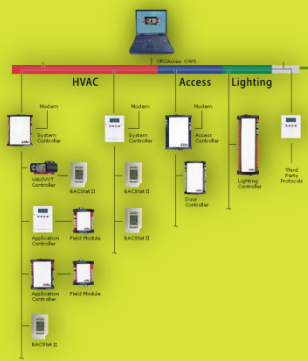 ORCAview OWS
HVAC
Access
Lighting
Modem
System
Controller
Modem
System
Controller
Modem
Access
Controller
Lighting
Controller
Third
Party
Protocols
VAV/VVT
Controller
BACStat II
BACStat II
Door
Controller
Application
Controller
Field Module
BACStat II
Application
Controller
Field Module
BACStat II